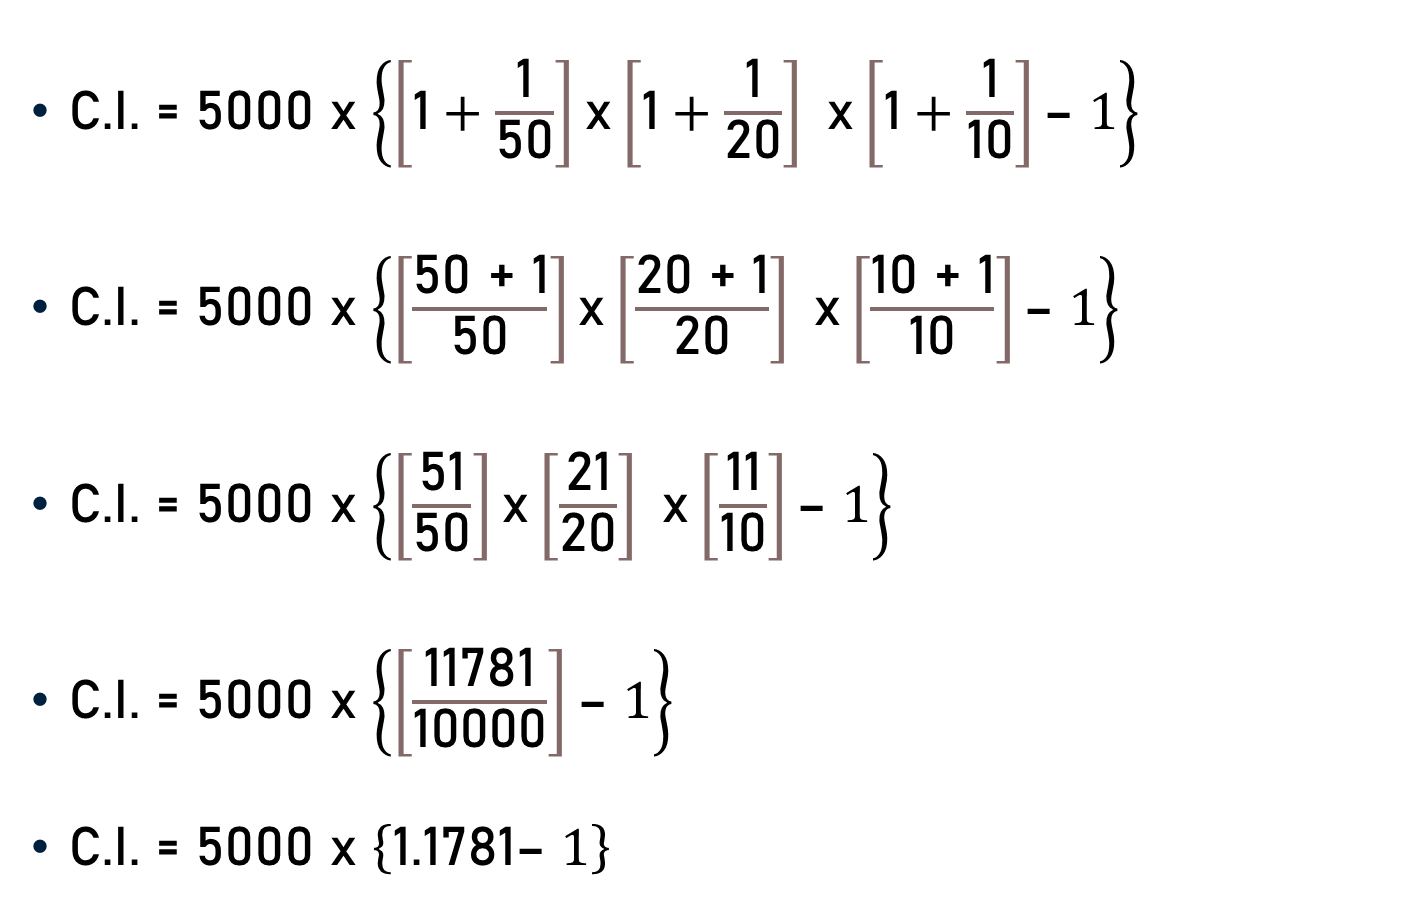 • C.I. = 5000 x {[1 + 1/50] x [1 + 1/20] x [1 + 1/10] – 1}
• C.I. = 5000 x {[50 + 1/50] x [20 + 1/20] x [10 + 1/10] – 1}
• C.I. = 5000 x {[51/50] x [21/20] x [11/10] – 1}
• C.I. = 5000 x {[11781/10000] – 1}
• C.I. = 5000 x {1.1781– 1}